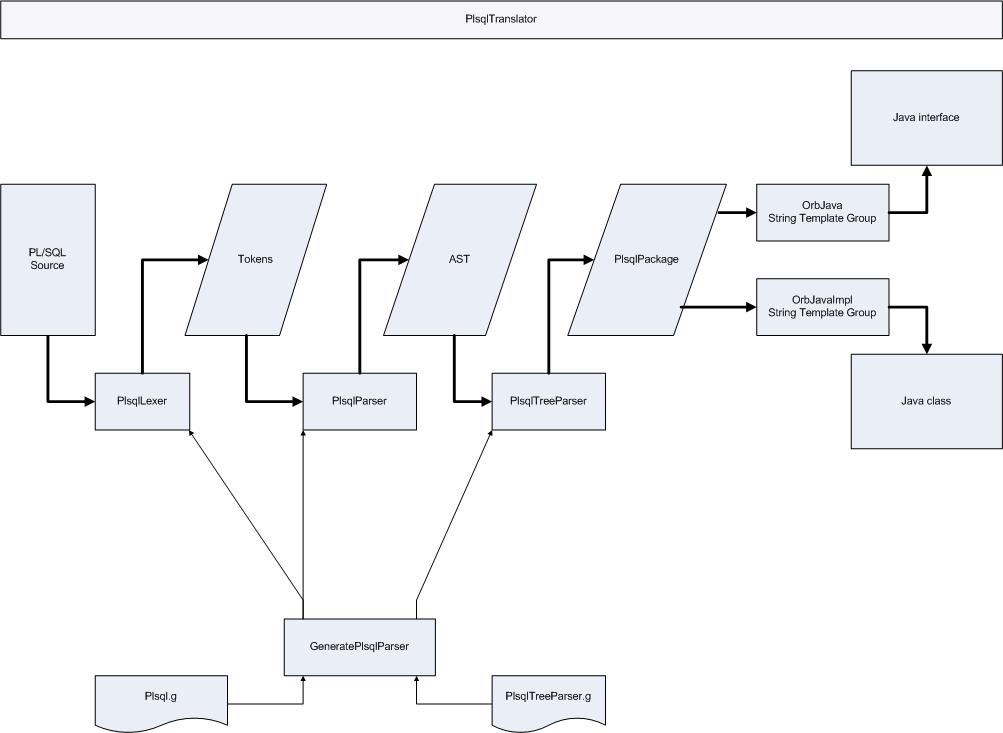 PlsqlTranslator
Java interface
PL/SQL
Source
Tokens
AST
PlsqlPackage
OrbJava
String Template Group
OrbJavaImpl
String Template Group
PlsqlLexer
PlsqlParser
PlsqlTreeParser
Java class
GeneratePlsqlParser
Plsql.g
PlsqlTreeParser.g